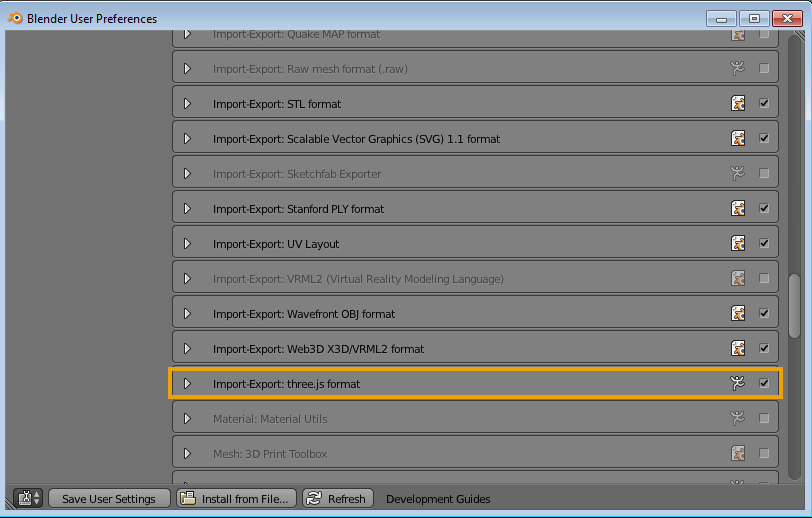 Blender User Preferences
Import-Export: Quake MAP format
Import-Export: Raw mesh format (.raw)
Import-Export: STL format
Import-Export: Scalable Vector Graphics (SVG) 1.1 format
Import-Export: Sketchfab Exporter
Import-Export: Stanford PLY format
Import-Export: UV Layout
Import-Export: VRML2 (Virtual Reality Modeling Language)
Import-Export: Wavefront OBJ format
Import-Export: Web3D X3D/VRML2 format
Import-Export: three.js format
Material: Material Utils
Mesh: 3D Print Toolbox
Save User Settings
Install from File...
Refresh
Development Guides